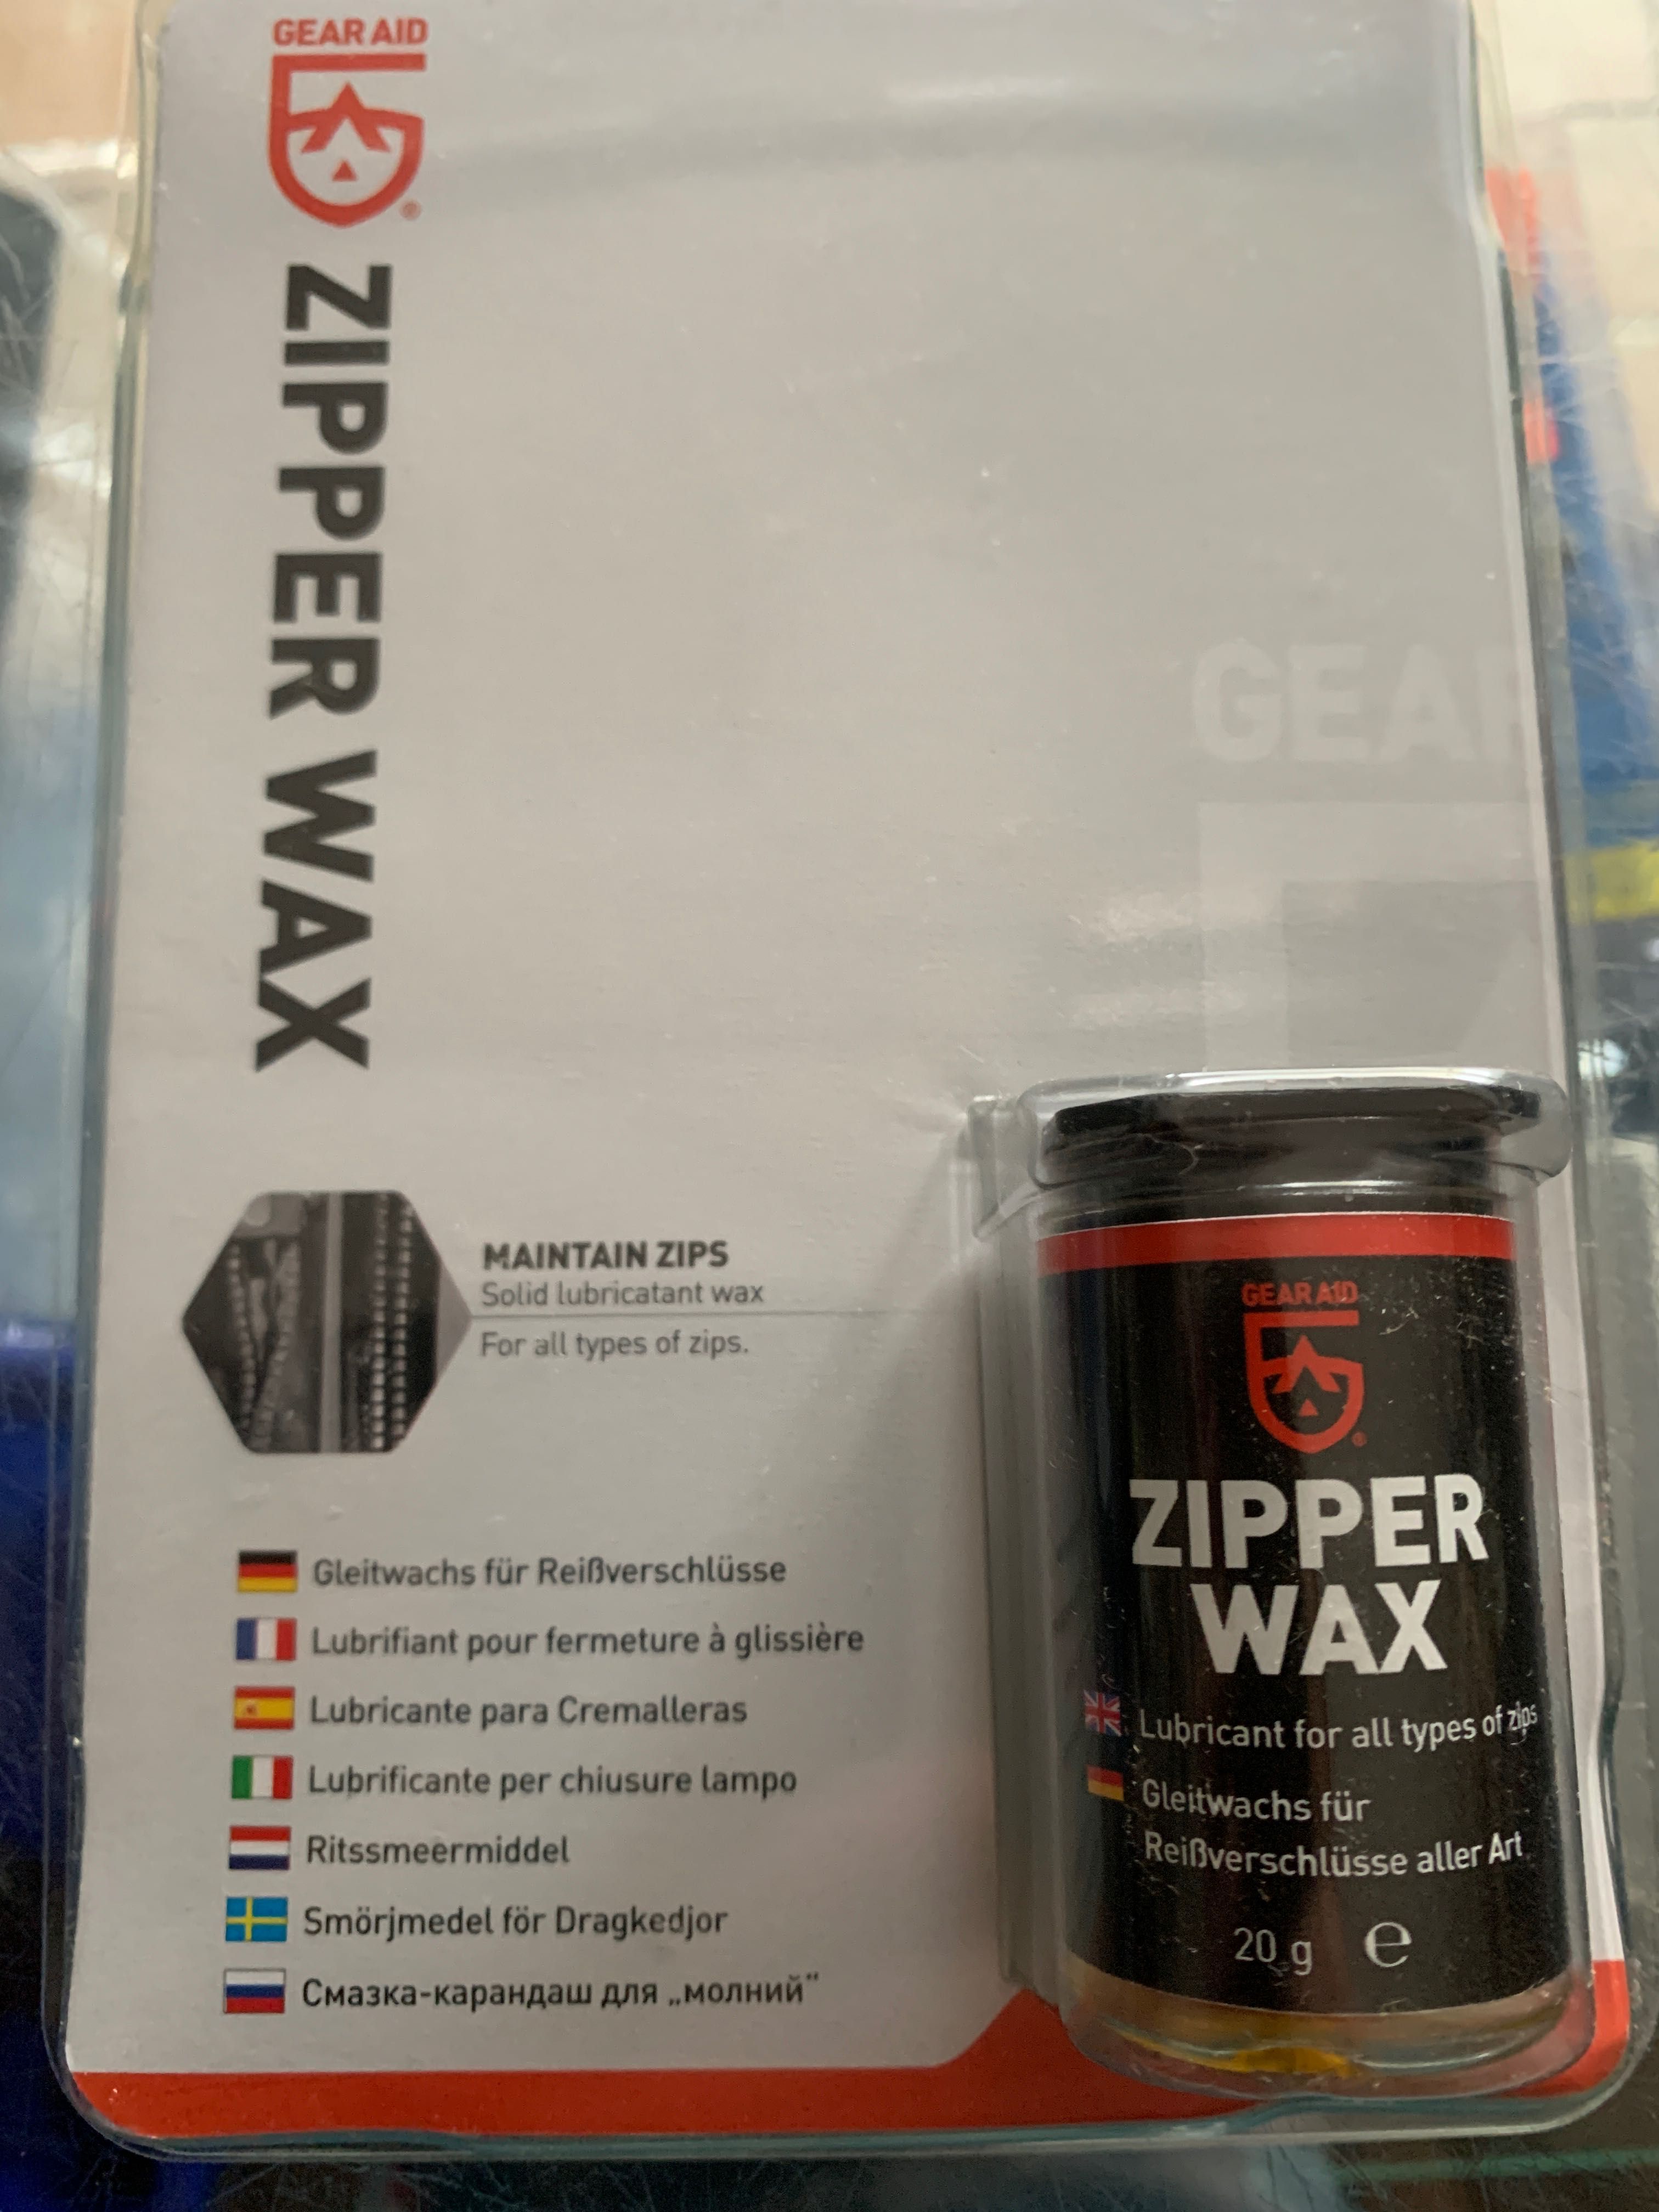 GEAR AID
ZIPPER WAX
GEAR
MAINTAIN ZIPS
Solid lubricatant wax
For all types of zips.
Gleitwachs für Reißverschlüsse
Lubrifiant pour fermeture à glissière
Lubricante para Cremalleras
Lubrificante per chiusure lampo
Ritssmeermiddel
Smörjmedel för Dragkedjor
Смазка-карандаш для „молний“
GEAR AID
ZIPPER
WAX
Lubricant for all types of zips
Gleitwachs für
Reißverschlüsse aller Art
20 g ℮